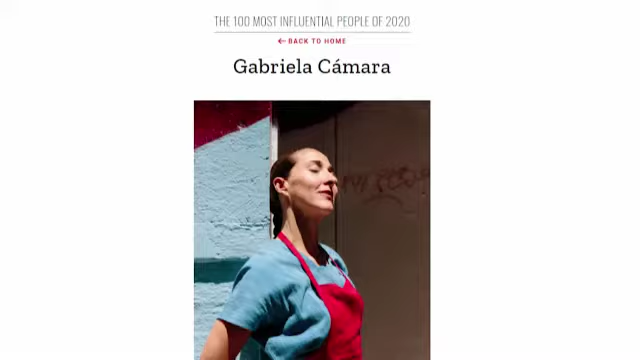 THE 100 MOST INFLUENTIAL PEOPLE OF 2020
← BACK TO HOME
Gabriela Cámara